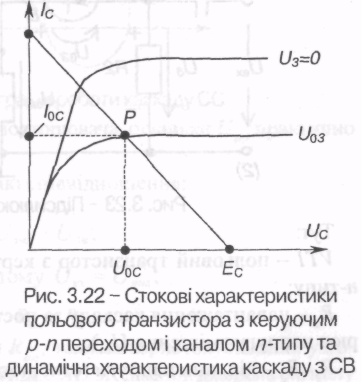 I_C
U_З=0
I_0C
P
U_0З
U_C
U_0C
E_C
Рис. 3.22 – Стокові характеристики
польового транзистора з керуючим
p-n переходом і каналом n-типу та
динамічна характеристика каскаду з СВ